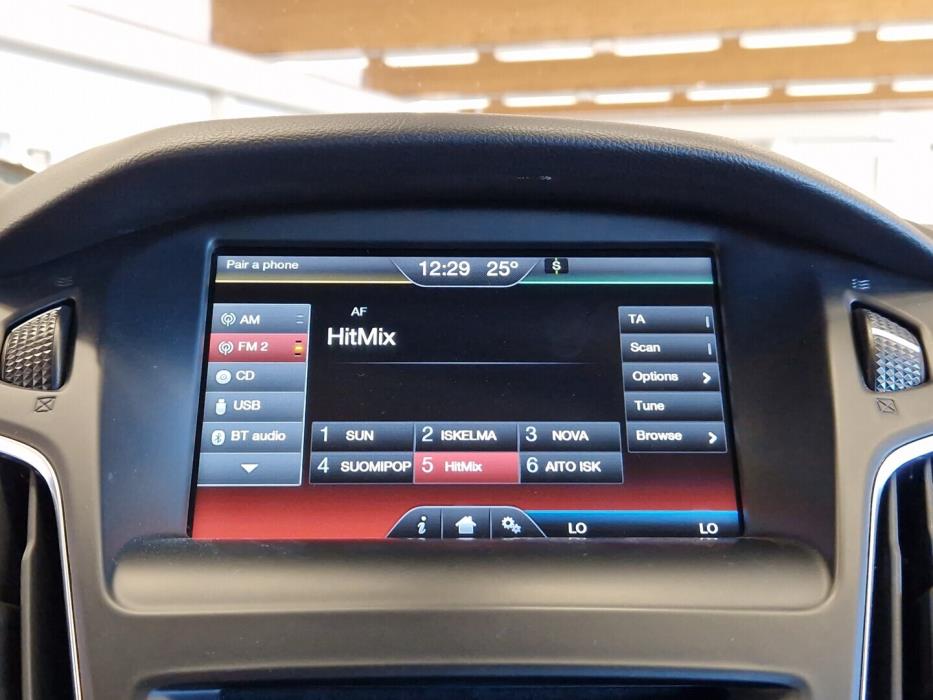 Pair a phone
12:29 25° $
AM
FM 2
CD
USB
BT audio
AF
HitMix
TA
Scan
Options
Tune
Browse
1 SUN 2 ISKELMA 3 NOVA
4 SUOMIPOP 5 HitMix 6 AITO ISK
i
LO LO